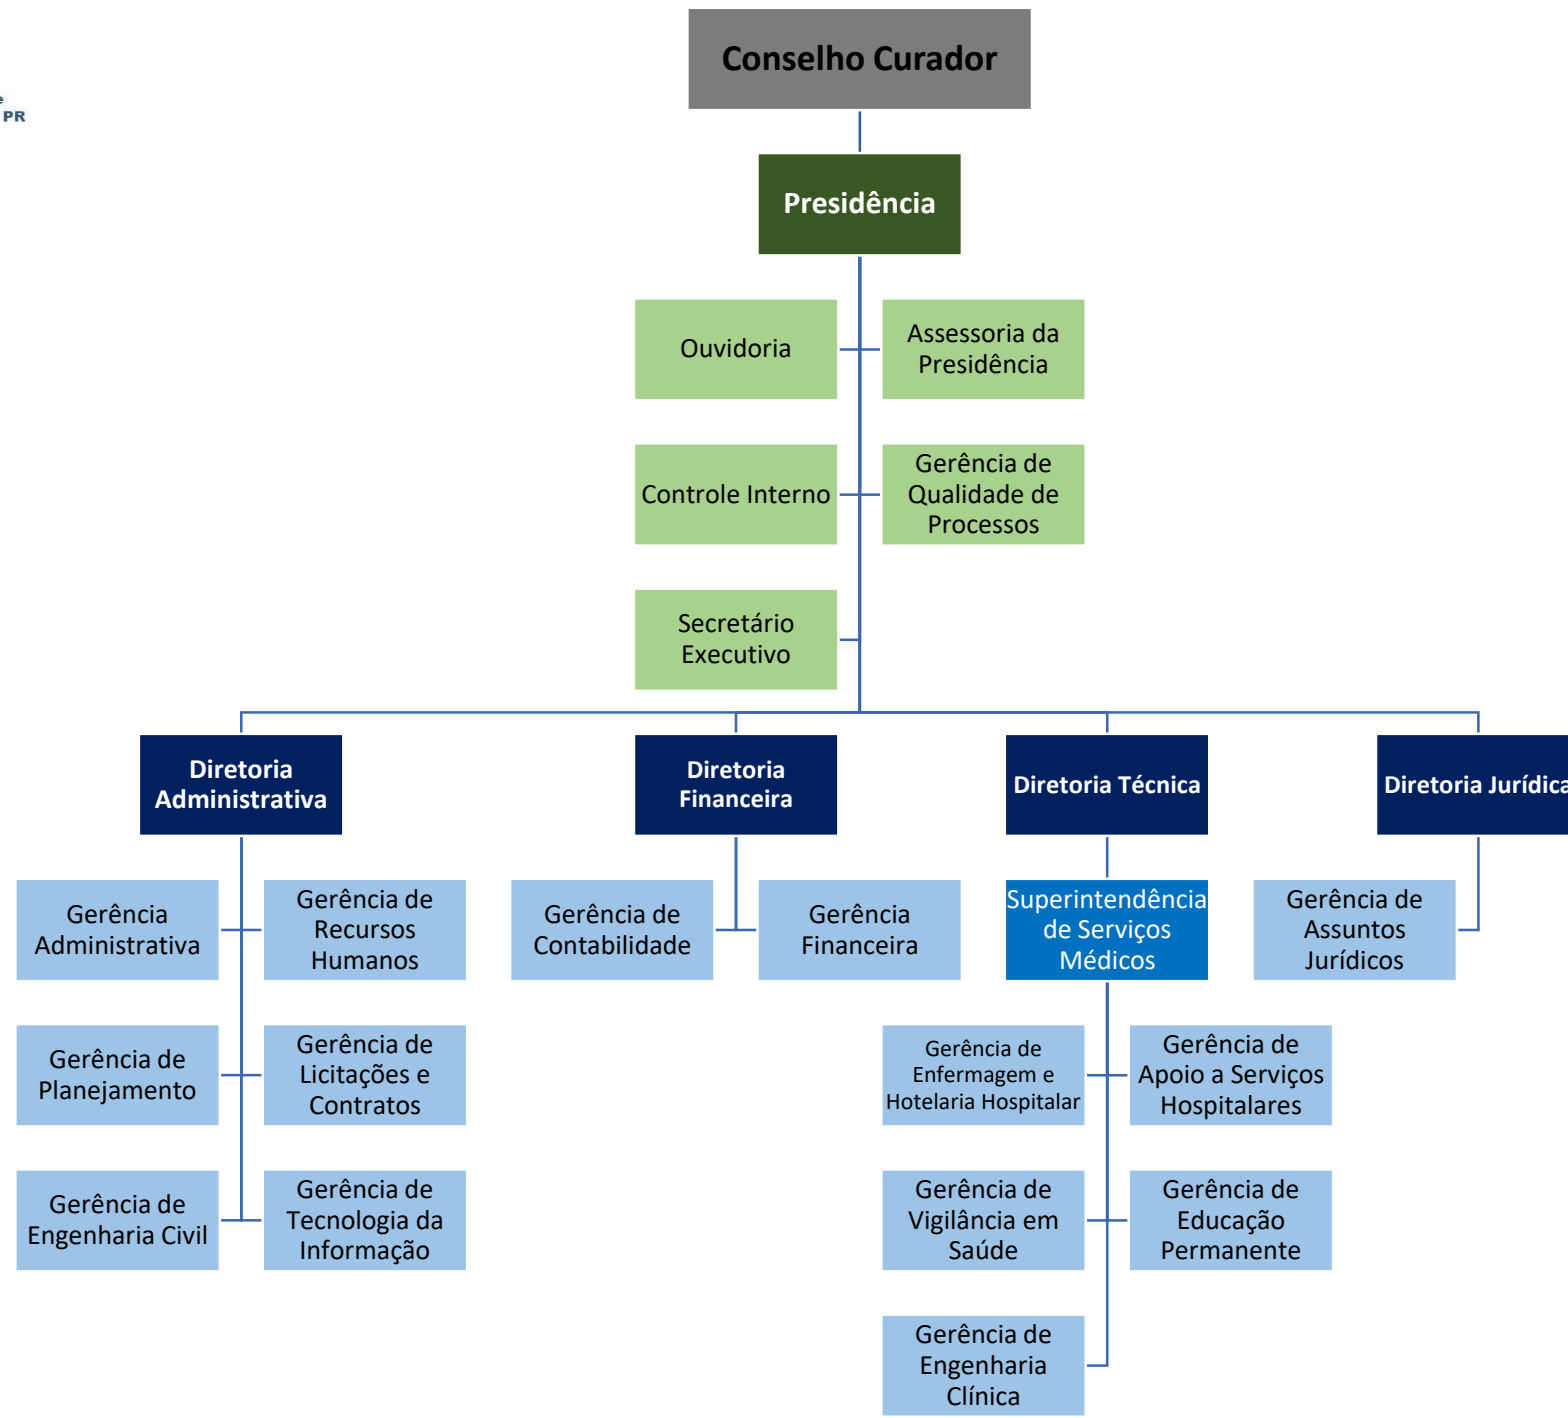 PR
Conselho Curador
Presidência
Ouvidoria
Assessoria da
Presidência
Controle Interno
Gerência de
Qualidade de
Processos
Secretário
Executivo
Diretoria
Administrativa
Diretoria
Financeira
Diretoria Técnica
Diretoria Jurídica
Gerência
Administrativa
Gerência de
Recursos
Humanos
Gerência de
Contabilidade
Gerência
Financeira
Superintendência
de Serviços
Médicos
Gerência de
Assuntos
Jurídicos
Gerência de
Planejamento
Gerência de
Licitações e
Contratos
Gerência de
Enfermagem e
Hotelaria Hospitalar
Gerência de
Apoio a Serviços
Hospitalares
Gerência de
Engenharia Civil
Gerência de
Tecnologia da
Informação
Gerência de
Vigilância em
Saúde
Gerência de
Educação
Permanente
Gerência de
Engenharia
Clínica